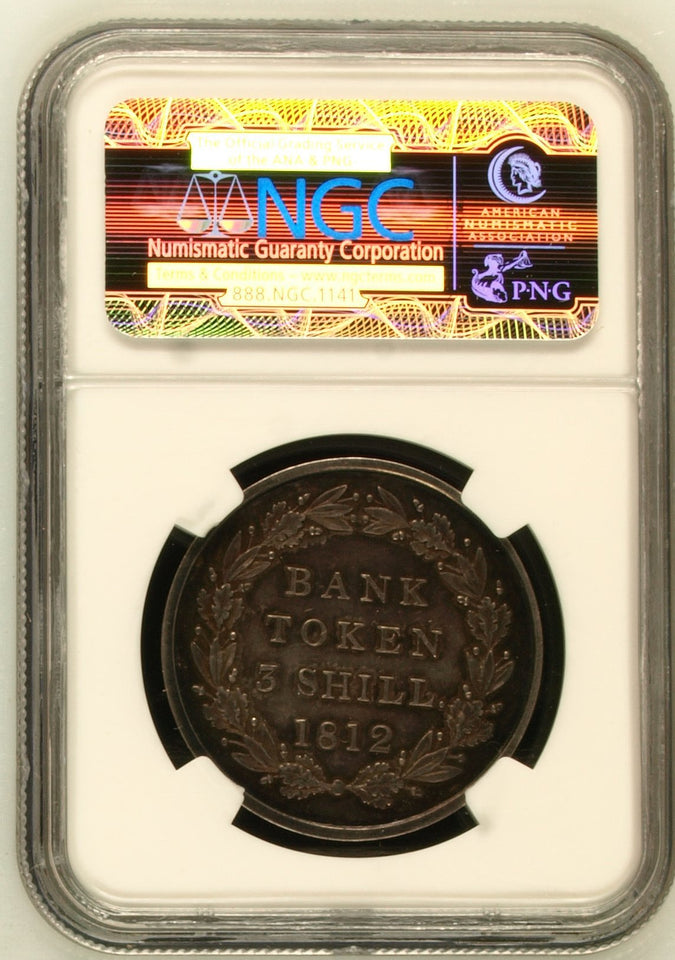 The Official Grading Service
of the ANA & PNG
NGC
Numismatic Guaranty Corporation
Terms & Conditions - www.ngcterms.com
888.NGC.1141
AMERICAN
NUMISMATIC
ASSOCIATION
P·N·G
BANK
TOKEN
3 SHILL.
1812